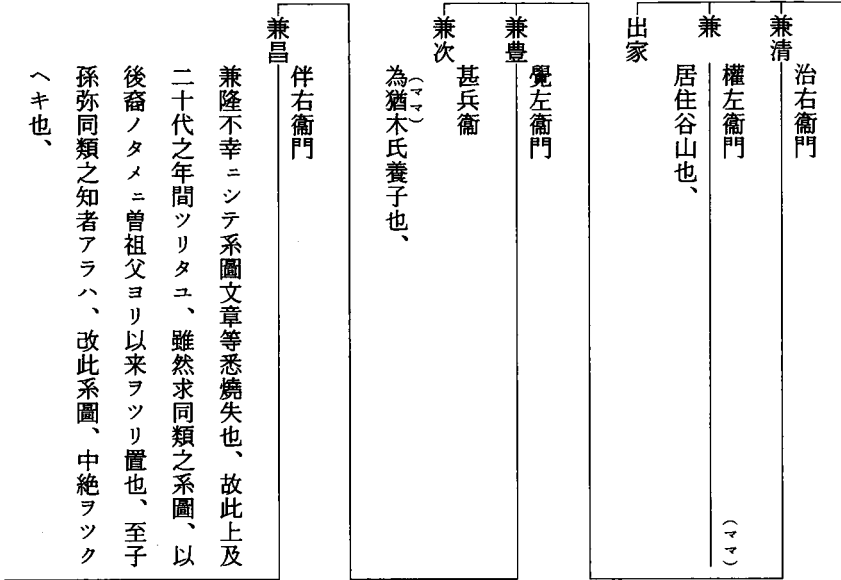 治右衞門
兼清
權左衞門
兼
(ママ)
居住谷山也、
出家
覺左衞門
兼豊
甚兵衞
兼次
(ママ)
為猶木氏養子也、
伴右衞門
兼昌
兼隆不幸ニシテ系圖文章等悉燒失也、故此上及
二十代之年間ツリタユ、雖然求同類之系圖、以
後裔ノタメニ曽祖父ヨリ以来ヲツリ置也、至子
孫弥同類之知者アラハ、改此系圖、中絶ヲツク
ヘキ也、